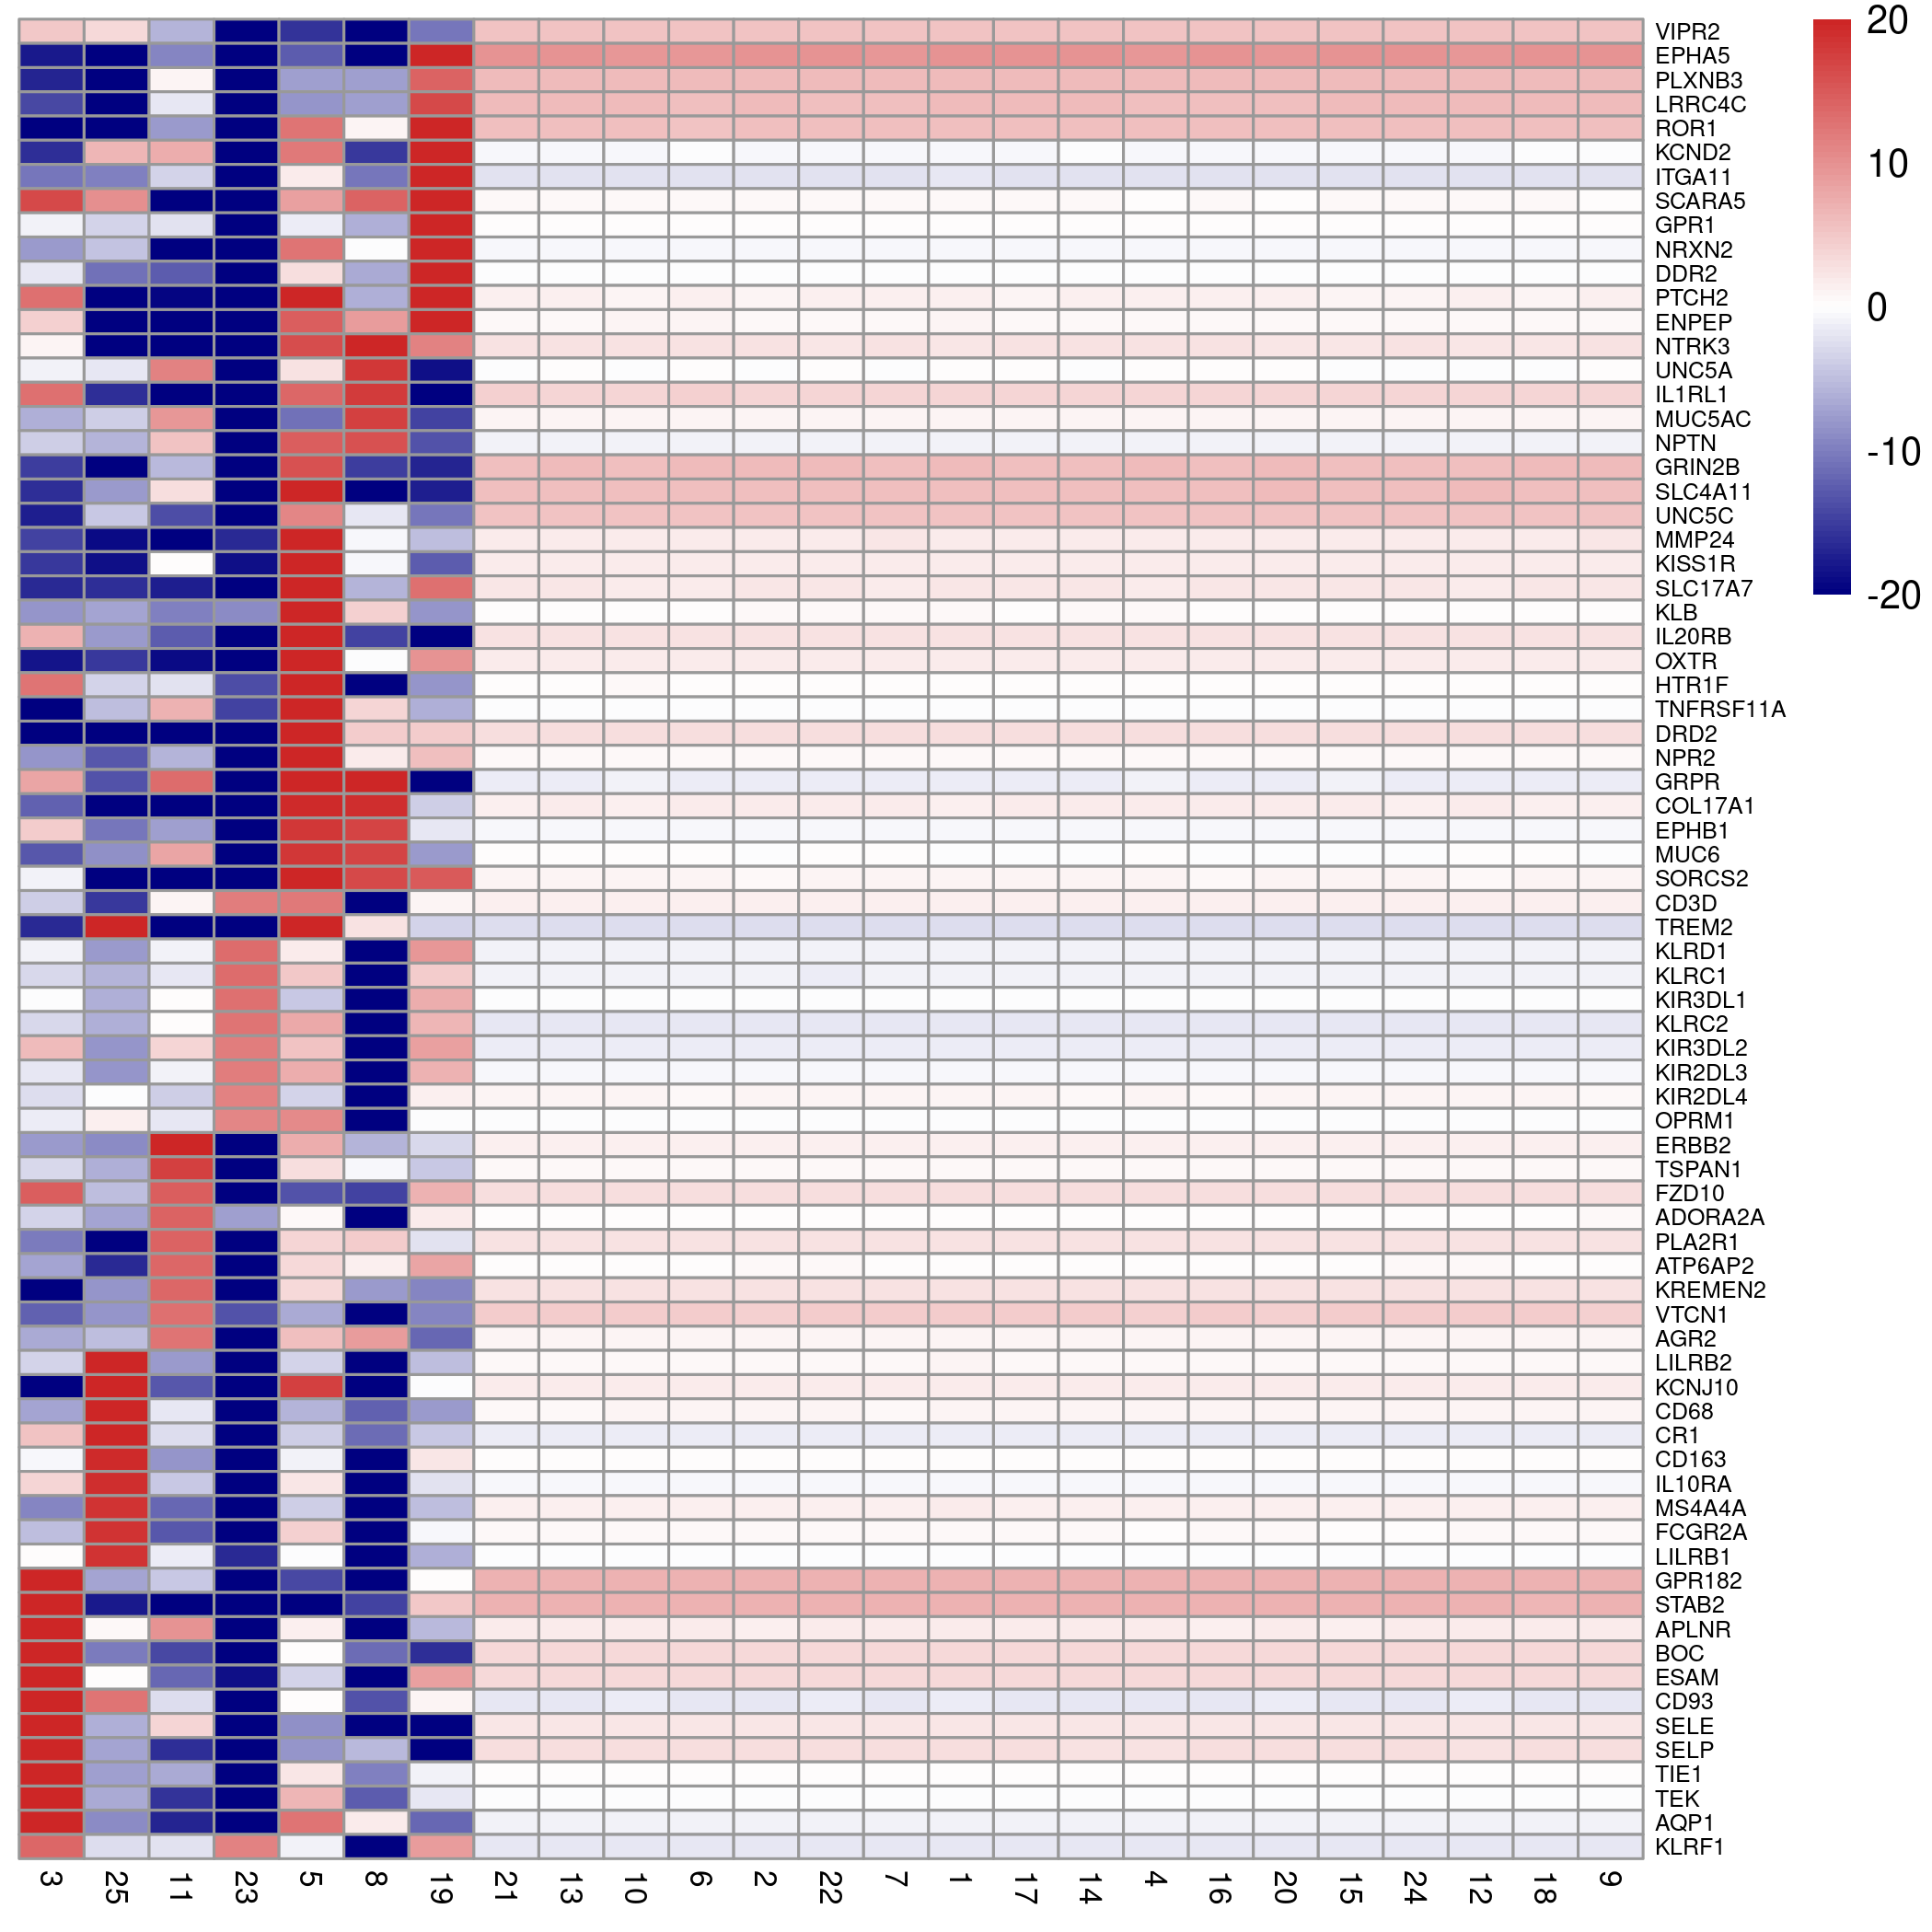 VIPR2
EPHA5
PLXNB3
LRRC4C
ROR1
KCND2
ITGA11
SCARA5
GPR1
NRXN2
DDR2
PTCH2
ENPEP
NTRK3
UNC5A
IL1RL1
MUC5AC
NPTN
GRIN2B
SLC4A11
UNC5C
MMP24
KISS1R
SLC17A7
KLB
IL20RB
OXTR
HTR1F
TNFRSF11A
DRD2
NPR2
GRPR
COL17A1
EPHB1
MUC6
SORCS2
CD3D
TREM2
KLRD1
KLRC1
KIR3DL1
KLRC2
KIR3DL2
KIR2DL3
KIR2DL4
OPRM1
ERBB2
TSPAN1
FZD10
ADORA2A
PLA2R1
ATP6AP2
KREMEN2
VTCN1
AGR2
LILRB2
KCNJ10
CD68
CR1
CD163
IL10RA
MS4A4A
FCGR2A
LILRB1
GPR182
STAB2
APLNR
BOC
ESAM
CD93
SELE
SELP
TIE1
TEK
AQP1
KLRF1
3 25 11 23 5 8 19 21 13 10 6 2 22 7 1 17 14 4 16 20 15 24 12 18 9
20
10
0
-10
-20